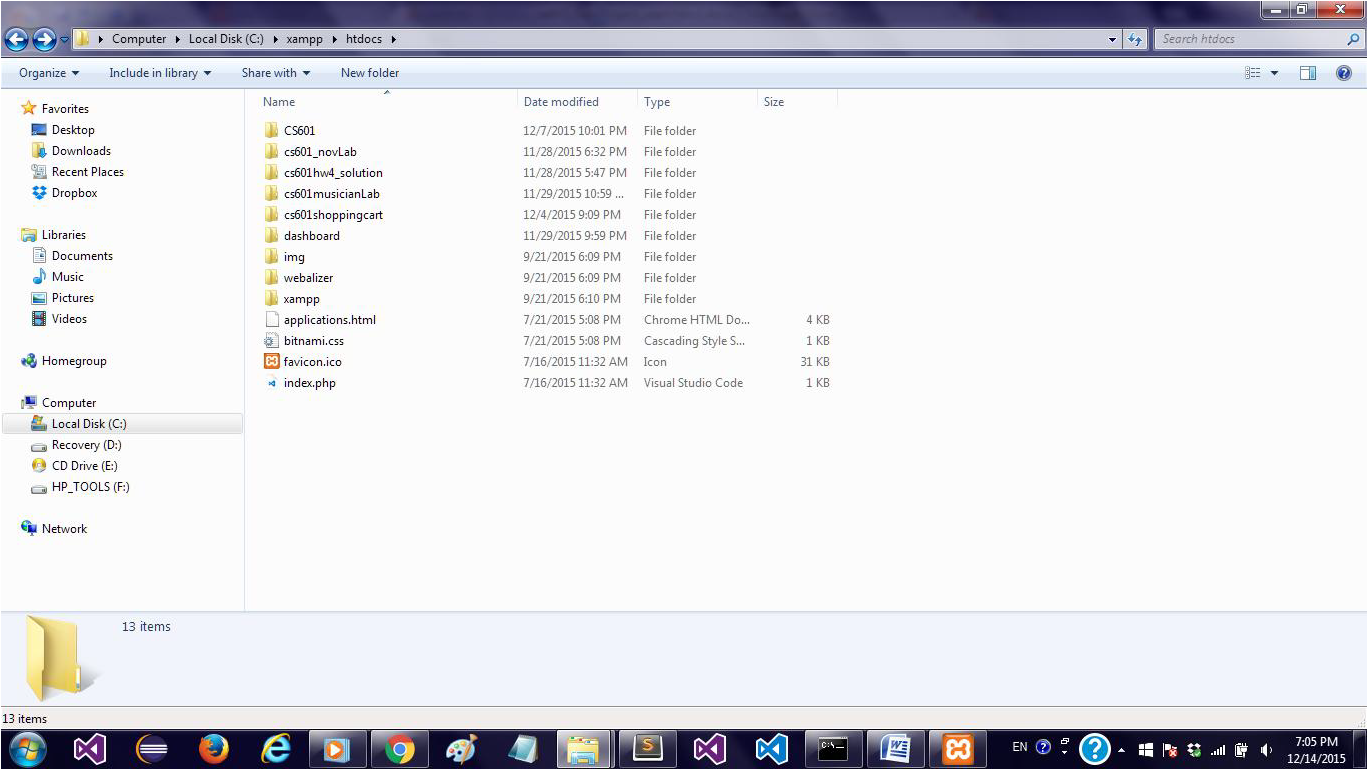 Computer Local Disk (C:) xampp htdocs Search htdocs
Organize Include in library Share with New folder
Favorites
Desktop
Downloads
Recent Places
Dropbox
Libraries
Documents
Music
Pictures
Videos
Homegroup
Computer
Local Disk (C:)
Recovery (D:)
CD Drive (E:)
HP_TOOLS (F:)
Network
Name Date modified Type Size
CS601 12/7/2015 10:01 PM File folder
cs601_novLab 11/28/2015 6:32 PM File folder
cs601hw4_solution 11/28/2015 5:47 PM File folder
cs601musicianLab 11/29/2015 10:59 ... File folder
cs601shoppingcart 12/4/2015 9:09 PM File folder
dashboard 11/29/2015 9:59 PM File folder
img 9/21/2015 6:09 PM File folder
webalizer 9/21/2015 6:09 PM File folder
xampp 9/21/2015 6:10 PM File folder
applications.html 7/21/2015 5:08 PM Chrome HTML Do... 4 KB
bitnami.css 7/21/2015 5:08 PM Cascading Style S... 1 KB
favicon.ico 7/16/2015 11:32 AM Icon 31 KB
index.php 7/16/2015 11:32 AM Visual Studio Code 1 KB
13 items
13 items
EN 7:05 PM
12/14/2015